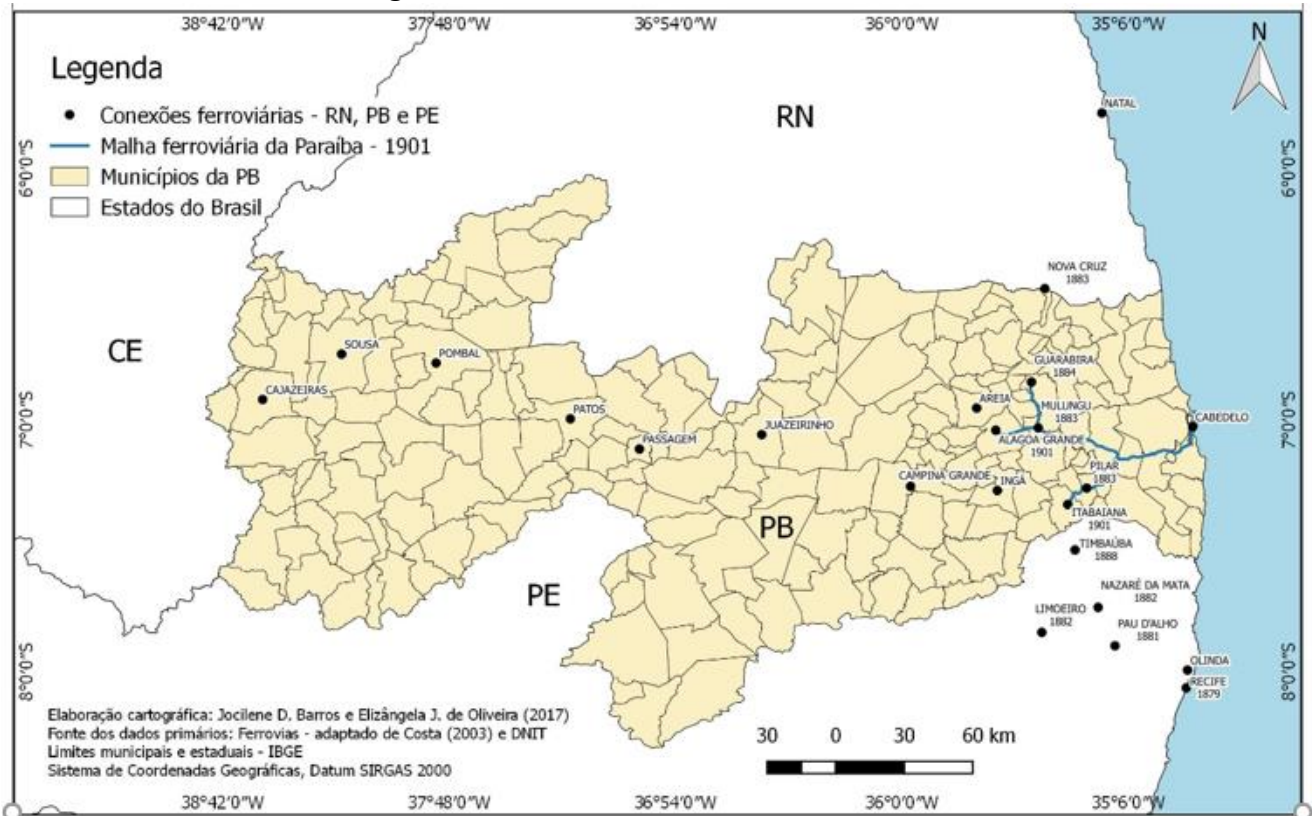 38°42'0"W 37°48'0"W 36°54'0"W 36°0'0"W 35°6'0"W
N
Legenda
Conexões ferroviárias - RN, PB e PE
Malha ferroviária da Paraíba - 1901
Municípios da PB
Estados do Brasil
6°0'0"S
6°0'0"S
RN
NATAL
NOVA CRUZ
1883
CE
SOUSA
POMBAL
CAJAZEIRAS
PATOS
PASSAGEM
JUAZEIRINHO
GUARABIRA
1884
AREIA
MULUNGU
1883
ALAGOA GRANDE
1901
CABEDELO
7°0'0"S
7°0'0"S
CAMPINA GRANDE
INGÁ
PILAR
1883
ITABAIANA
1901
PB
TIMBAÚBA
1888
PE
NAZARÉ DA MATA
1882
LIMOEIRO
1882
PAU D'ALHO
1881
OLINDA
RECIFE
1879
8°0'0"S
8°0'0"S
Elaboração cartográfica: Jocilene D. Barros e Elizângela J. de Oliveira (2017)
Fonte dos dados primários: Ferrovias - adaptado de Costa (2003) e DNIT
Limites municipais e estaduais - IBGE
Sistema de Coordenadas Geográficas, Datum SIRGAS 2000
30 0 30 60 km
38°42'0"W 37°48'0"W 36°54'0"W 36°0'0"W 35°6'0"W